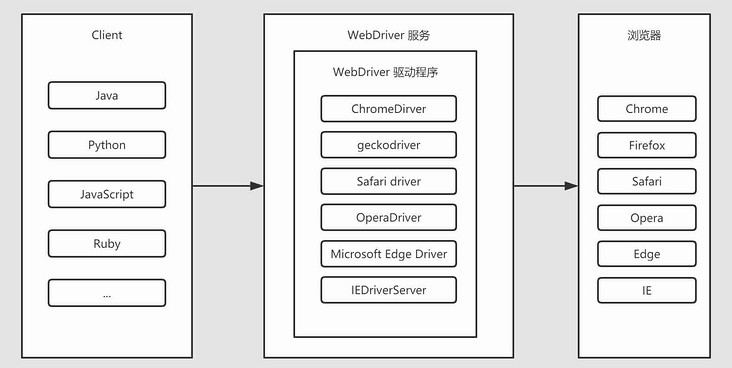 Client
Java
Python
JavaScript
Ruby
...
WebDriver 服务
WebDriver 驱动程序
ChromeDirver
geckodriver
Safari driver
OperaDriver
Microsoft Edge Driver
IEDriverServer
浏览器
Chrome
Firefox
Safari
Opera
Edge
IE